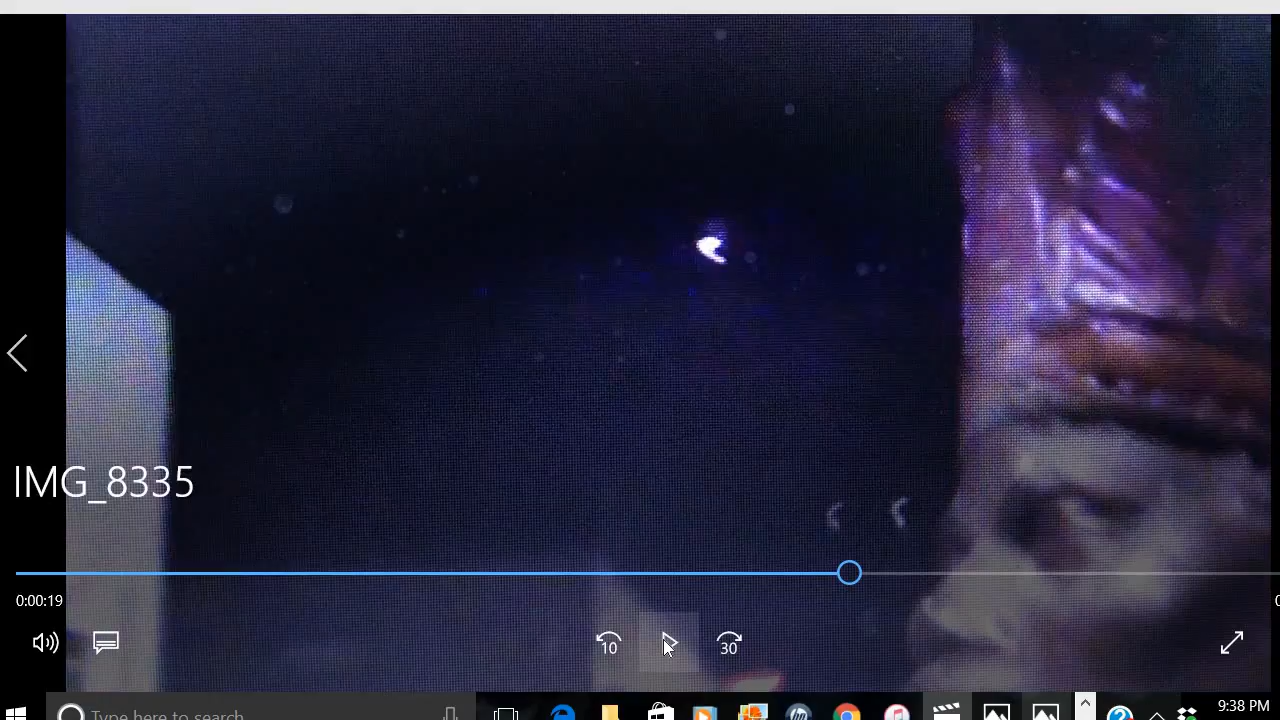 IMG_8335
0:00:19
10
30
Type here to search
9:38 PM